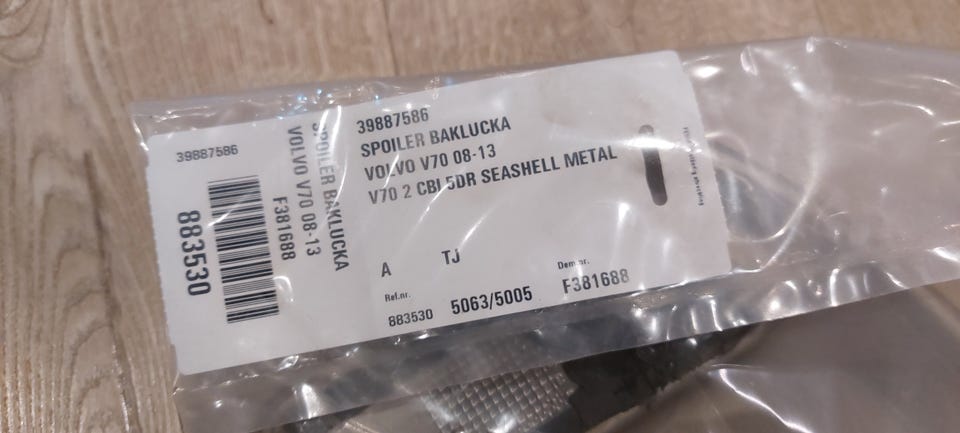 39887586
883530
F381688
VOLVO V70 08-13
SPOILER BAKLUCKA
39887586
SPOILER BAKLUCKA
VOLVO V70 08-13
V70 2 CBI 5DR SEASHELL METAL
A TJ
Ref.nr. Dem.nr.
883530 5063/5005 F381688